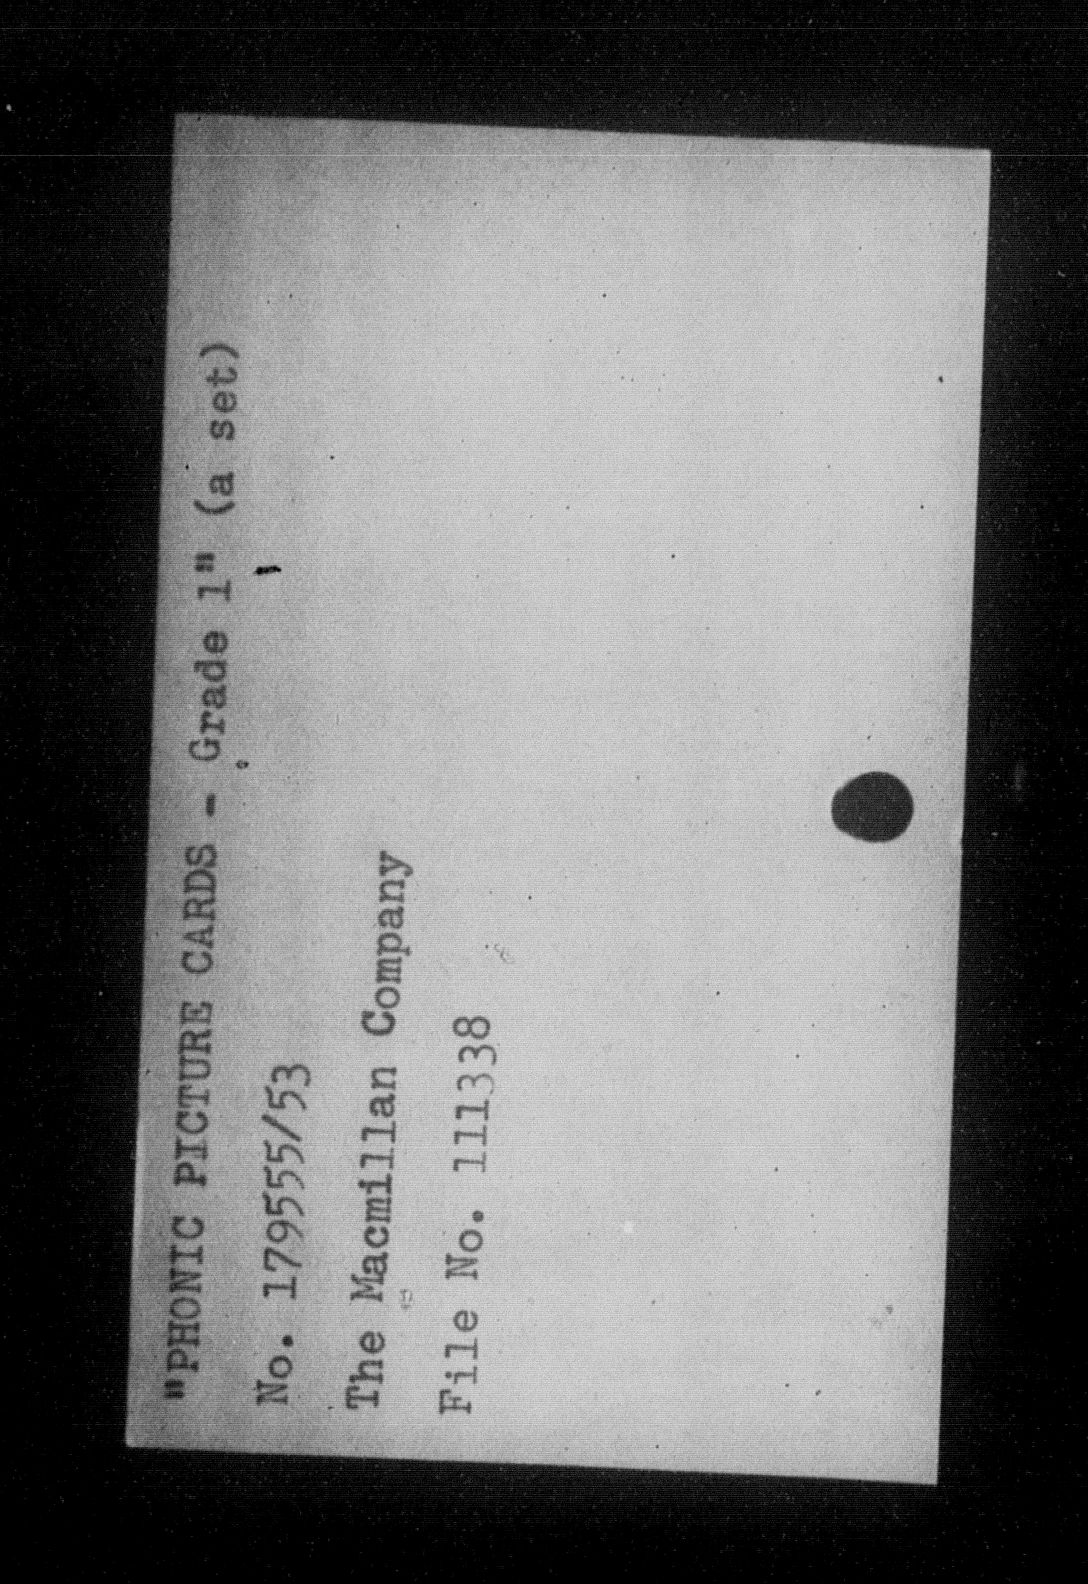 "PHONIC PICTURE CARDS - Grade 1" (a set)
No. 179555/53
The Macmillan Company
File No. 111338